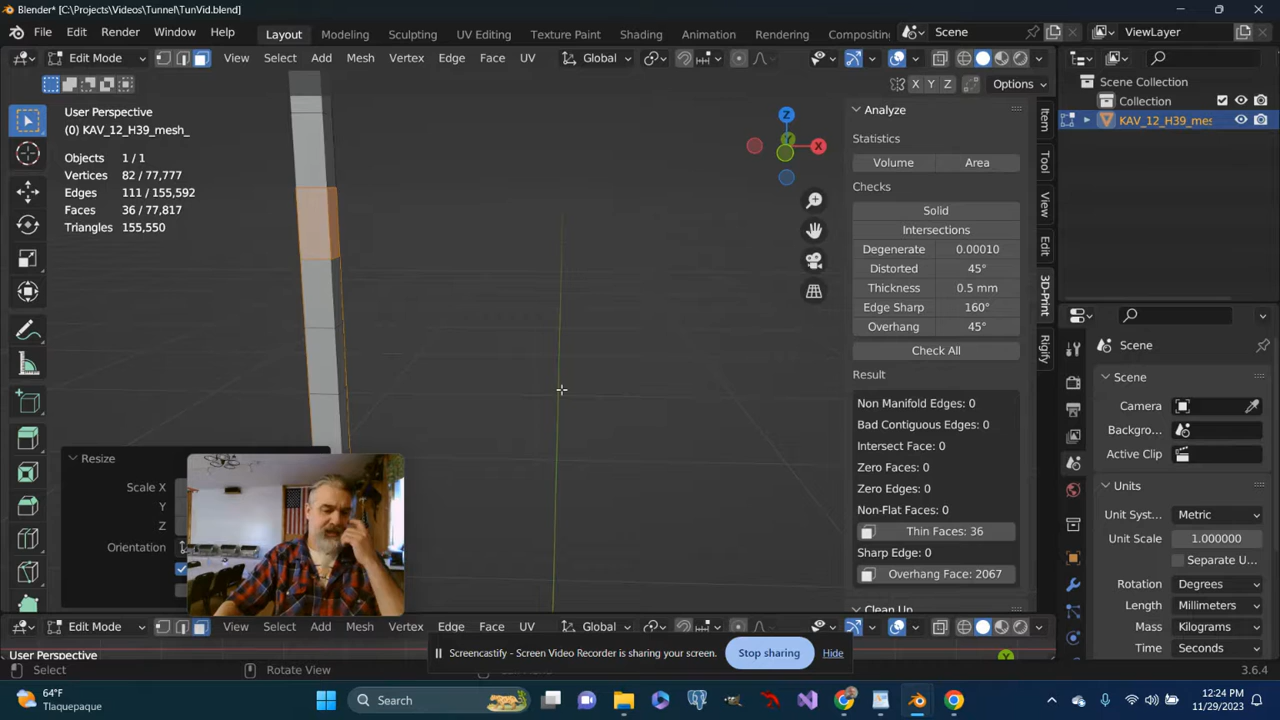 Blender* [C:\Projects\Videos\Tunnel\TunVid.blend]
File Edit Render Window Help Layout Modeling Sculpting UV Editing Texture Paint Shading Animation Rendering Compositing Scene ViewLayer
Edit Mode View Select Add Mesh Vertex Edge Face UV Global
X Y Z Options
User Perspective
(0) KAV_12_H39_mesh_
Objects 1 / 1
Vertices 82 / 77,777
Edges 111 / 155,592
Faces 36 / 77,817
Triangles 155,550
Z
Y
X
Resize
Scale X
Y
Z
Orientation
Analyze
Statistics
Volume Area
Checks
Solid
Intersections
Degenerate 0.00010
Distorted 45°
Thickness 0.5 mm
Edge Sharp 160°
Overhang 45°
Check All
Result
Non Manifold Edges: 0
Bad Contiguous Edges: 0
Intersect Face: 0
Zero Faces: 0
Zero Edges: 0
Non-Flat Faces: 0
Thin Faces: 36
Sharp Edge: 0
Overhang Face: 2067
Clean Up
Item
Tool
View
Edit
3D-Print
Rigify
Scene Collection
Collection
KAV_12_H39_mes
Scene
Scene
Camera
Backgro...
Active Clip
Units
Unit Syst... Metric
Unit Scale 1.000000
Separate U...
Rotation Degrees
Length Millimeters
Mass Kilograms
Time Seconds
Edit Mode View Select Add Mesh Vertex Edge Face UV Global
User Perspective
Screencastify - Screen Video Recorder is sharing your screen. Stop sharing Hide
Select Rotate View 3.6.4
64°F
Tlaquepaque
Search
12:24 PM
11/29/2023